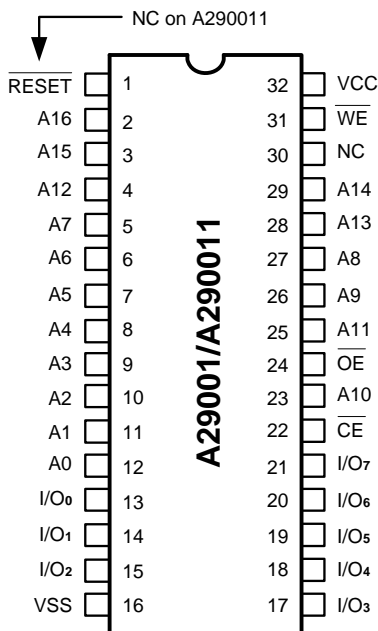 NC on A290011
RESET 1 32 VCC
A16 2 31 WE
A15 3 30 NC
A12 4 29 A14
A7 5 28 A13
A6 6 27 A8
A5 7 26 A9
A4 8 25 A11
A3 9 24 OE
A2 10 23 A10
A1 11 22 CE
A0 12 21 I/O7
I/O0 13 20 I/O6
I/O1 14 19 I/O5
I/O2 15 18 I/O4
VSS 16 17 I/O3
A29001/A290011